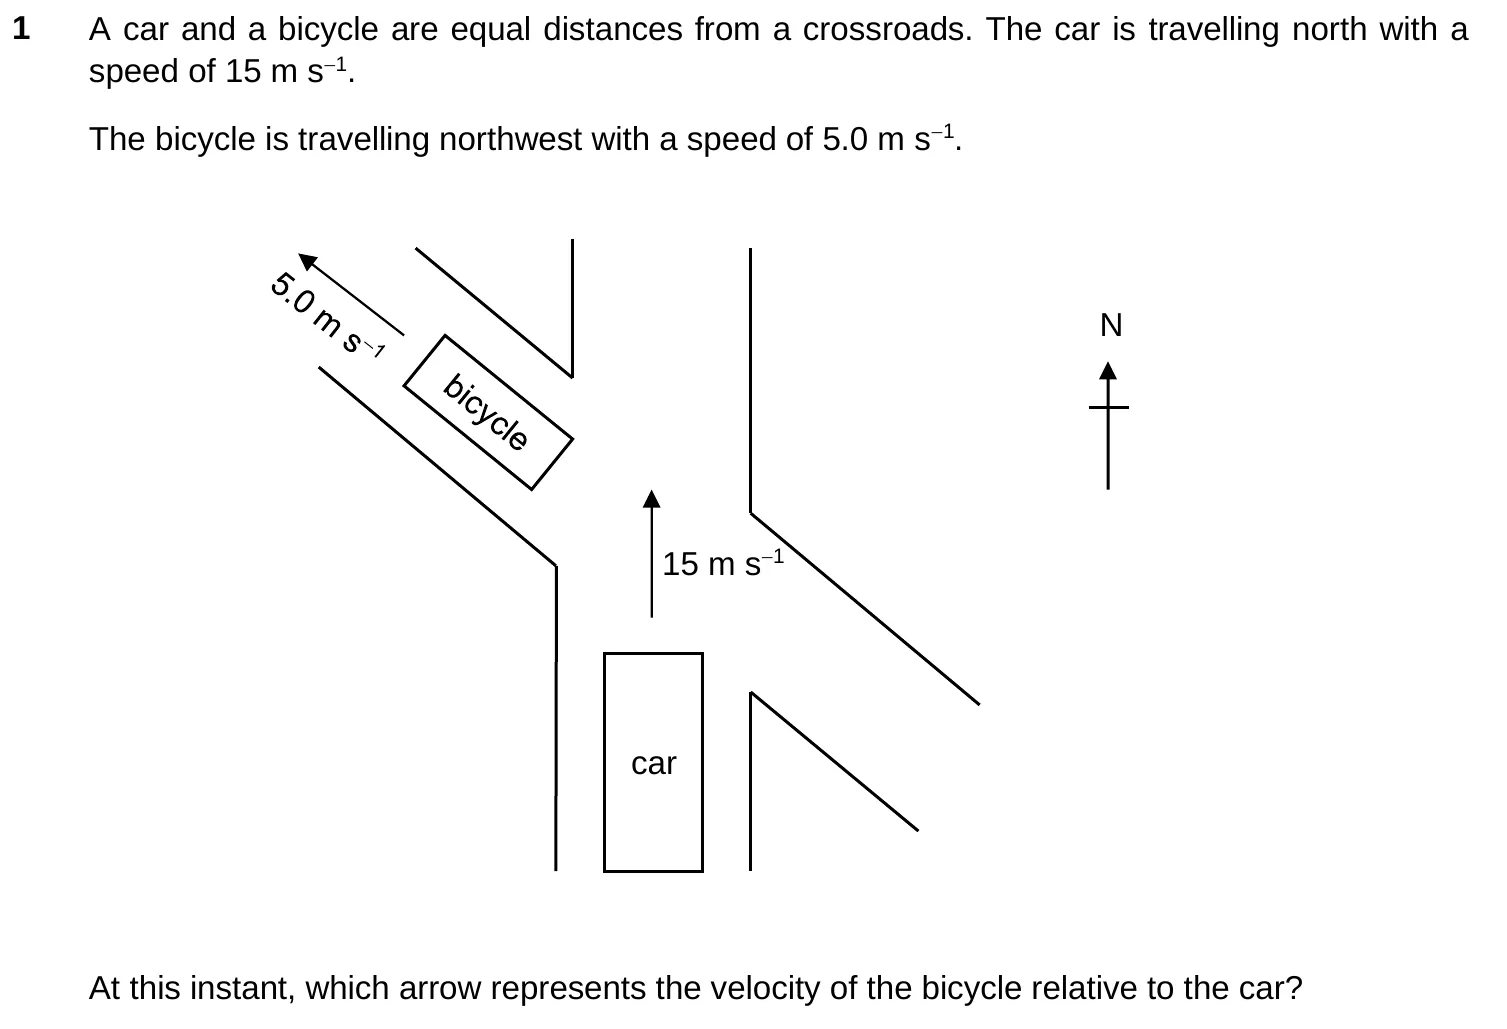 1 A car and a bicycle are equal distances from a crossroads. The car is travelling north with a
speed of 15 m s⁻¹.
The bicycle is travelling northwest with a speed of 5.0 m s⁻¹.
5.0 m s⁻¹
bicycle
N
15 m s⁻¹
car
At this instant, which arrow represents the velocity of the bicycle relative to the car?